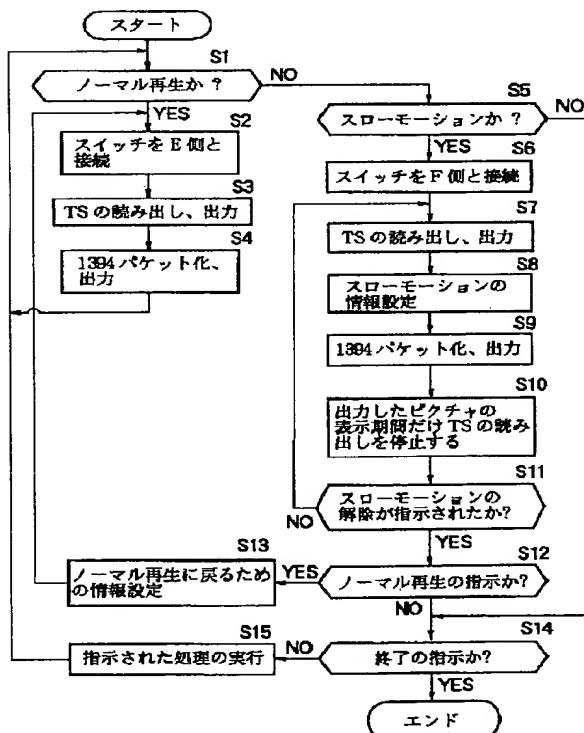 スタート
S1
ノーマル再生か？
NO
YES
S2
スイッチをE側と
接続
S3
TSの読み出し、出力
S4
1394パケット化、
出力
S5
スローモーションか？
NO
YES
S6
スイッチをF側と接続
S7
TSの読み出し、出力
S8
スローモーションの
情報設定
S9
1394パケット化、出力
S10
出力したピクチャの
表示期間だけTSの読み
出しを停止する
S11
スローモーションの
解除が指示されたか?
NO
YES
S12
ノーマル再生の指示か?
YES
NO
S13
ノーマル再生に戻るため
の情報設定
S14
終了の指示か?
NO
YES
S15
指示された処理の実行
エンド